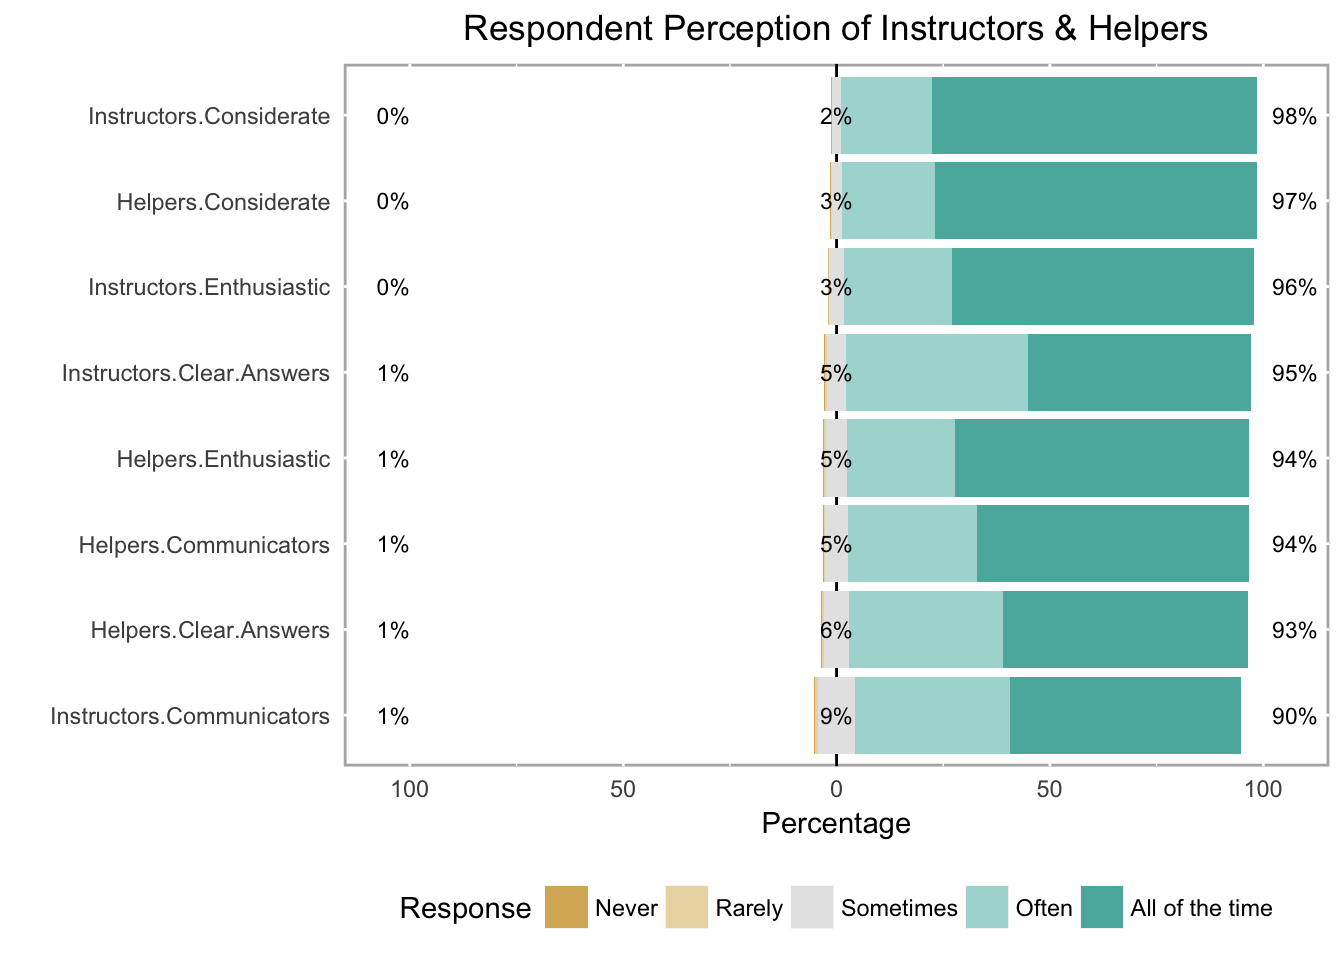 Respondent Perception of Instructors & Helpers
Instructors.Considerate 0% 2% 98%
Helpers.Considerate 0% 3% 97%
Instructors.Enthusiastic 0% 3% 96%
Instructors.Clear.Answers 1% 5% 95%
Helpers.Enthusiastic 1% 5% 94%
Helpers.Communicators 1% 5% 94%
Helpers.Clear.Answers 1% 6% 93%
Instructors.Communicators 1% 9% 90%
100 50 0 50 100
Percentage
Response Never Rarely Sometimes Often All of the time